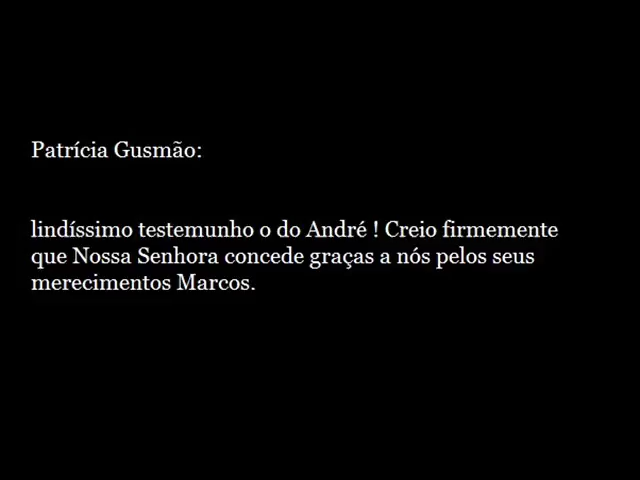 Patrícia Gusmão:
lindíssimo testemunho o do André ! Creio firmemente
que Nossa Senhora concede graças a nós pelos seus
merecimentos Marcos.